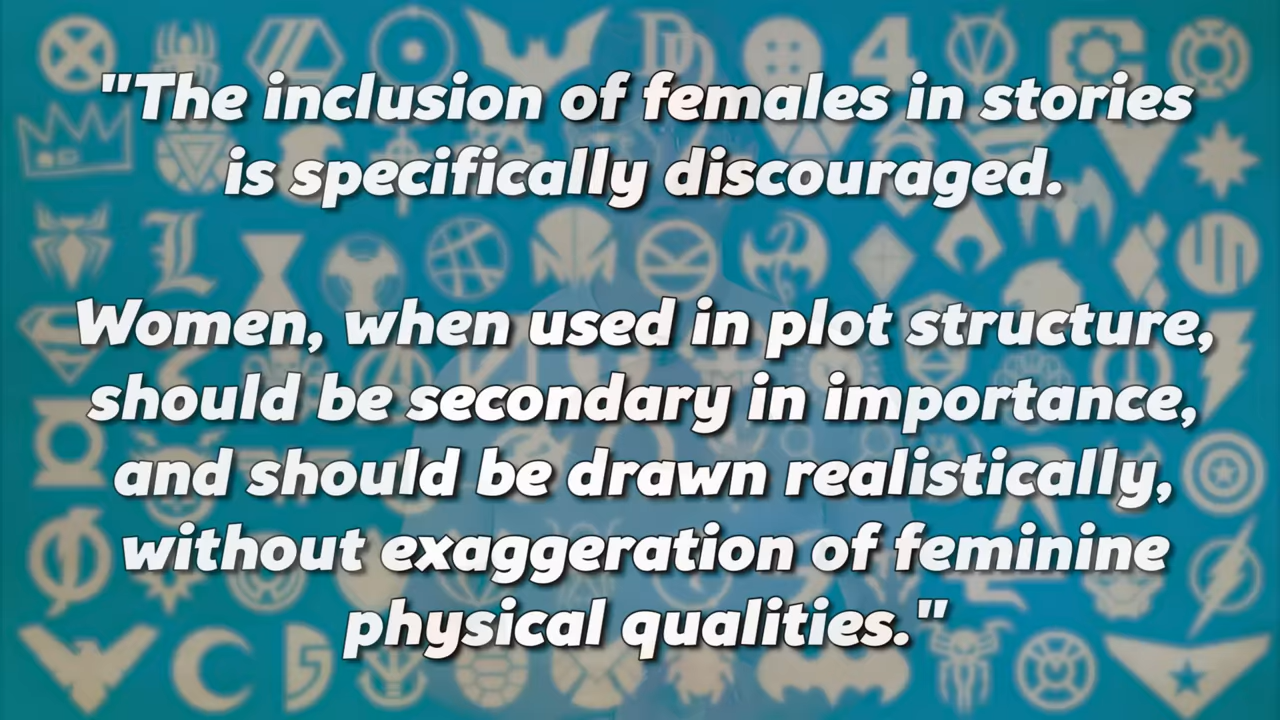 "The inclusion of females in stories
is specifically discouraged.
Women, when used in plot structure,
should be secondary in importance,
and should be drawn realistically,
without exaggeration of feminine
physical qualities."